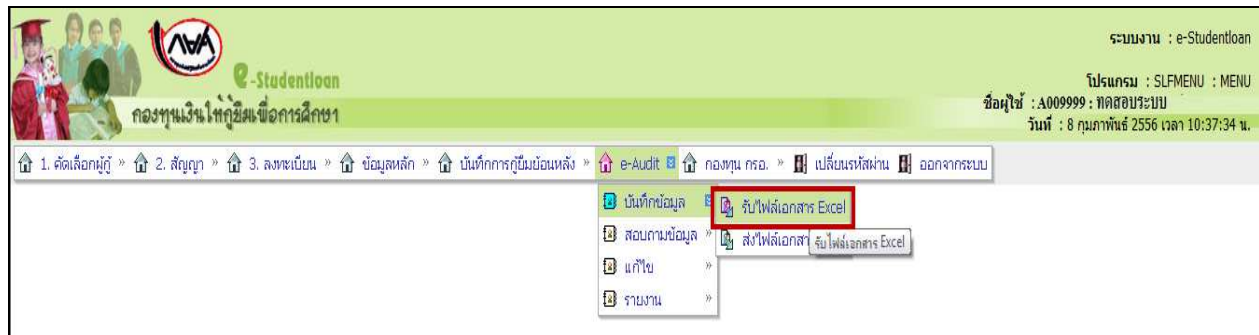 ระบบงาน : e-Studentloan
กยศ
e-Studentloan
โปรแกรม : SLFMENU : MENU
กองทุนเงินให้กู้ยืมเพื่อการศึกษา
ชื่อผู้ใช้ : A009999 : ทดสอบระบบ
วันที่ : 8 กุมภาพันธ์ 2556 เวลา 10:37:34 น.
1. คัดเลือกผู้กู้ » 2. สัญญา » 3. ลงทะเบียน » ข้อมูลหลัก » บันทึกการกู้ยืมย้อนหลัง » e-Audit กองทุน กรอ. » เปลี่ยนรหัสผ่าน ออกจากระบบ
บันทึกข้อมูล รับไฟล์เอกสาร Excel
สอบถามข้อมูล » ส่งไฟล์เอกสา รับไฟล์เอกสาร Excel
แก้ไข »
รายงาน »